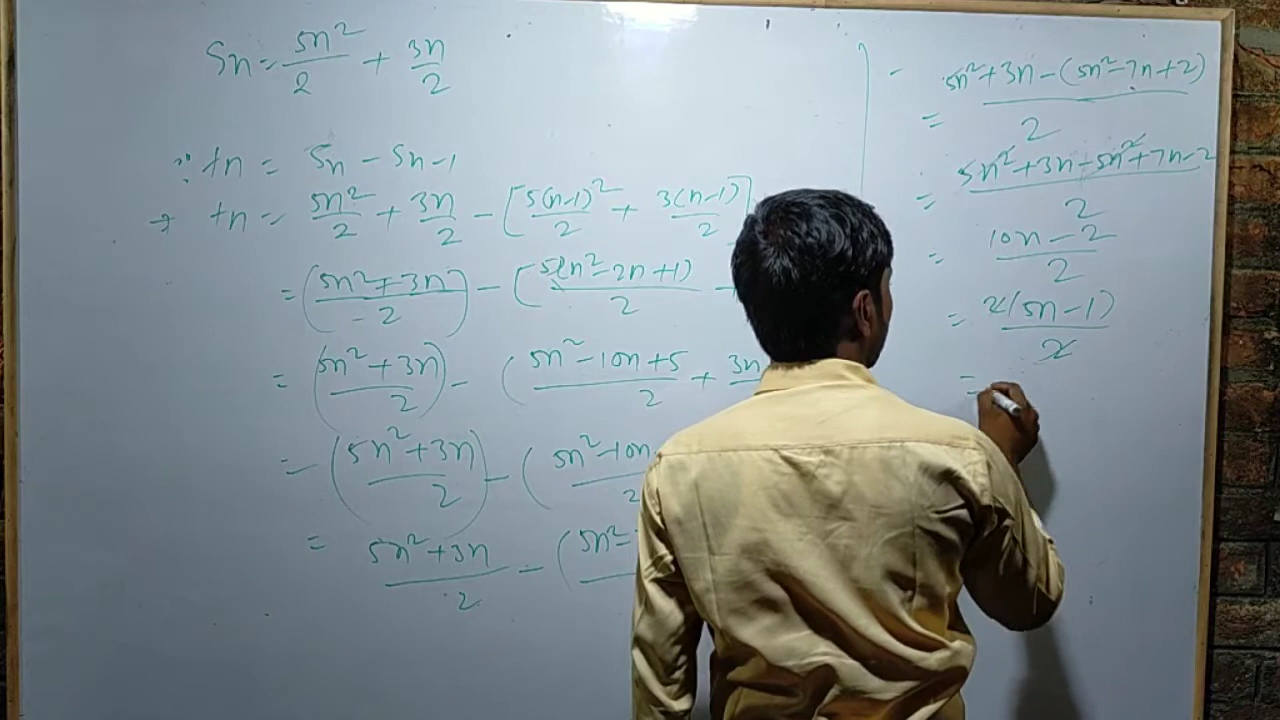 Sn = 5n²/2 + 3n/2
∵ tn = Sn - Sn-1
→ tn = 5n²/2 + 3n/2 - [5(n-1)²/2 + 3(n-1)/2]
= (5n²+3n/2) - (5(n²-2n+1)/2 +
= (5n²+3n/2) - (5n²-10n+5/2 + 3n
= (5n²+3n/2) - (5n²-10n
= 5n²+3n/2 - (5n²-
= 5n²+3n-(5n²-7n+2)/2
= 5n²+3n-5n²+7n-2/2
= 10n-2/2
= 2(5n-1)/2
=